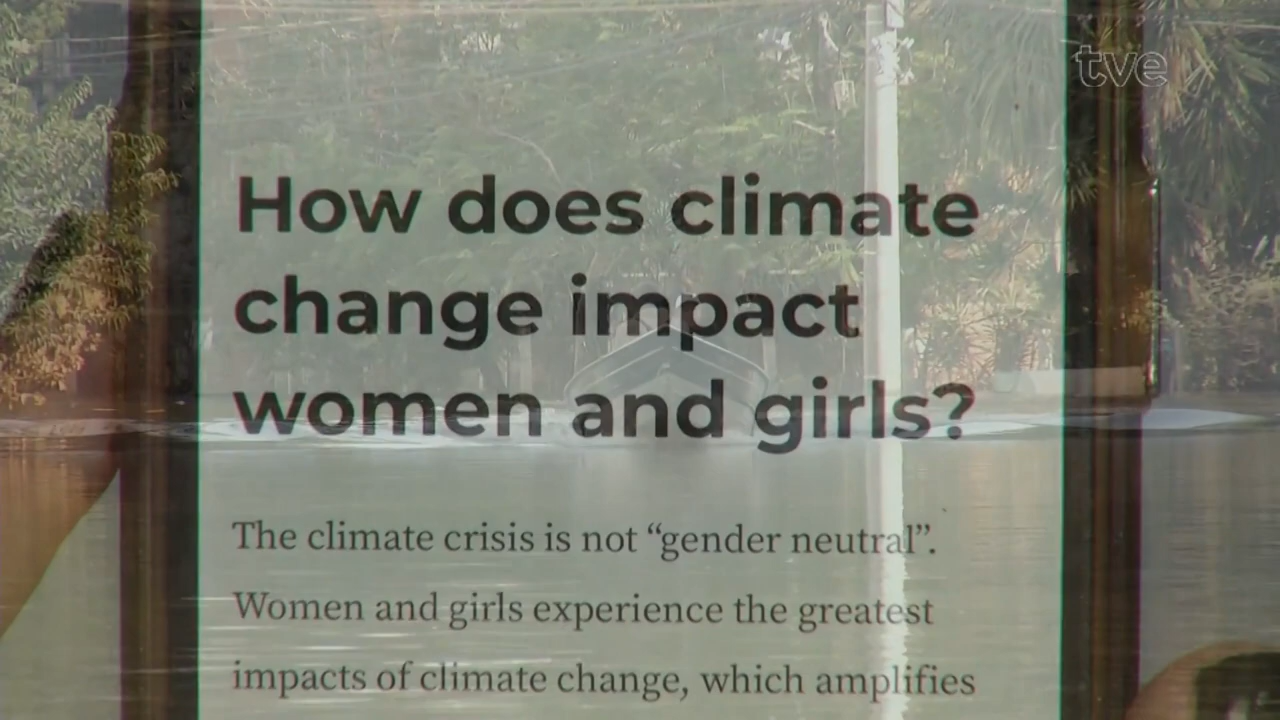 tve
How does climate
change impact
women and girls?
The climate crisis is not “gender neutral”.
Women and girls experience the greatest
impacts of climate change, which amplifies